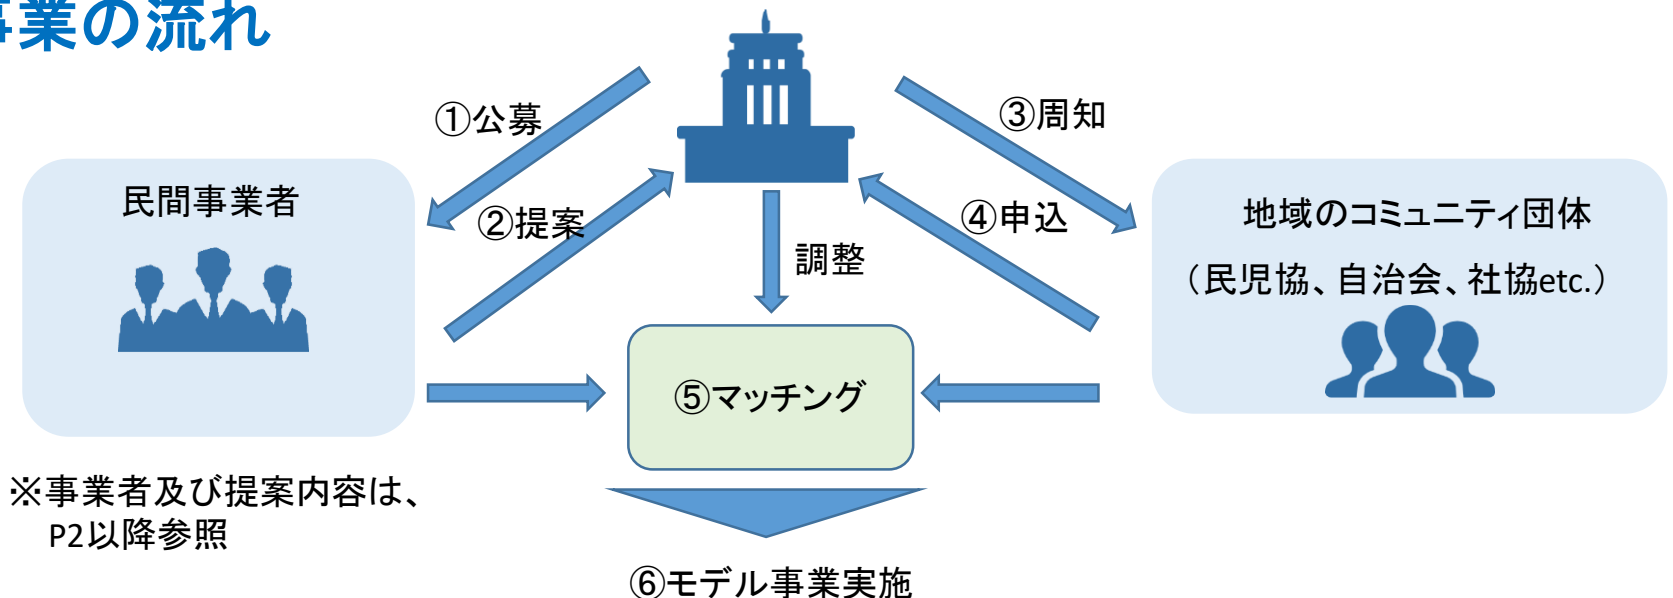 事業の流れ
①公募
③周知
民間事業者
②提案
④申込
地域のコミュニティ団体
（民児協、自治会、社協etc.）
調整
⑤マッチング
※事業者及び提案内容は、
P2以降参照
⑥モデル事業実施